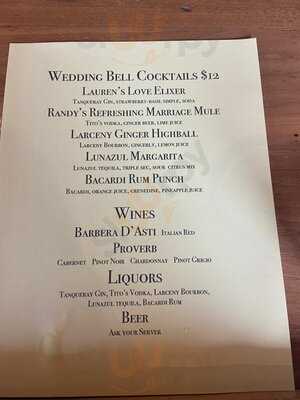 Wedding Bell Cocktails $12
Lauren's Love Elixer
Tanqueray Gin, strawberry-basil simple, soda
Randy's Refreshing Marriage Mule
Tito's vodka, ginger beer, lime juice
Larceny Ginger Highball
Larceny Bourbon, gingerly, lemon juice
Lunazul Margarita
Lunazul tequila, triple sec, sour citrus mix
Bacardi Rum Punch
Bacardi, orange juice, grenedine, pineapple juice
Wines
Barbera D'Asti Italian Red
Proverb
Cabernet Pinot Noir Chardonnay Pinot Grigio
Liquors
Tanqueray Gin, Tito's Vodka, Larceny Bourbon,
Lunazul tequila, Bacardi Rum
Beer
Ask your Server